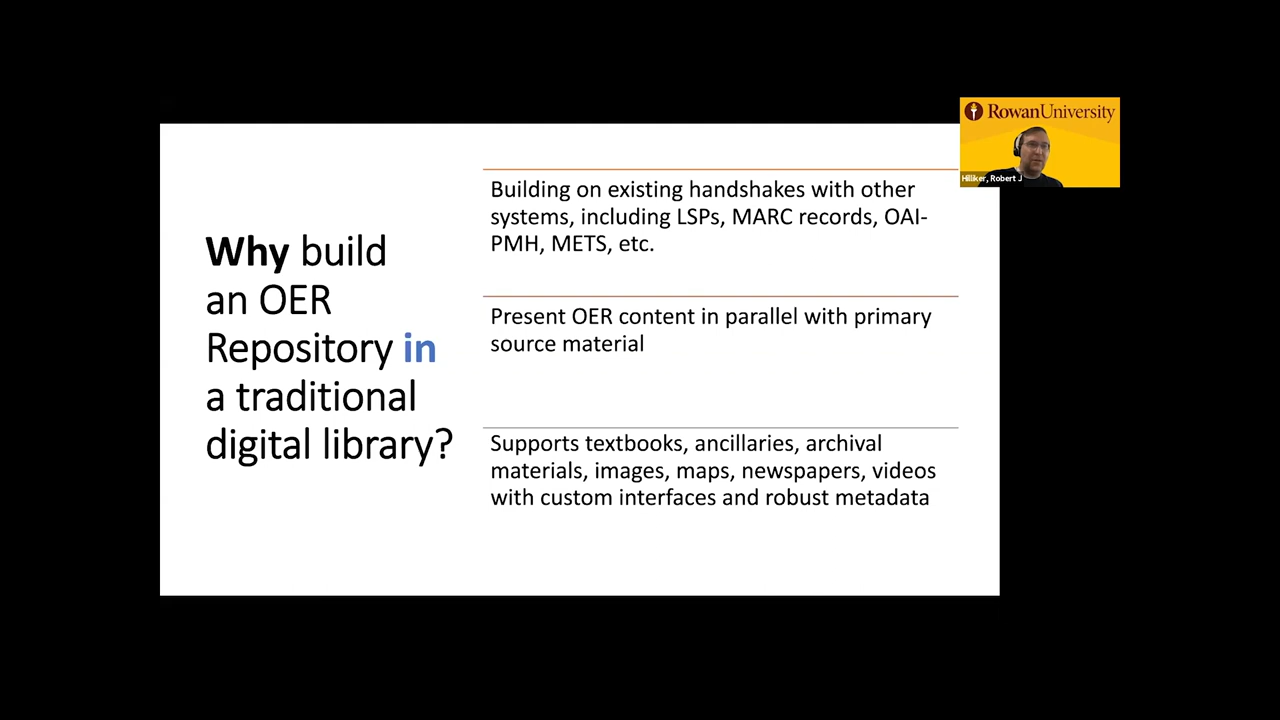 Rowan University
Hilliker, Robert J
Why build
an OER
Repository in
a traditional
digital library?
Building on existing handshakes with other
systems, including LSPs, MARC records, OAI-
PMH, METS, etc.
Present OER content in parallel with primary
source material
Supports textbooks, ancillaries, archival
materials, images, maps, newspapers, videos
with custom interfaces and robust metadata